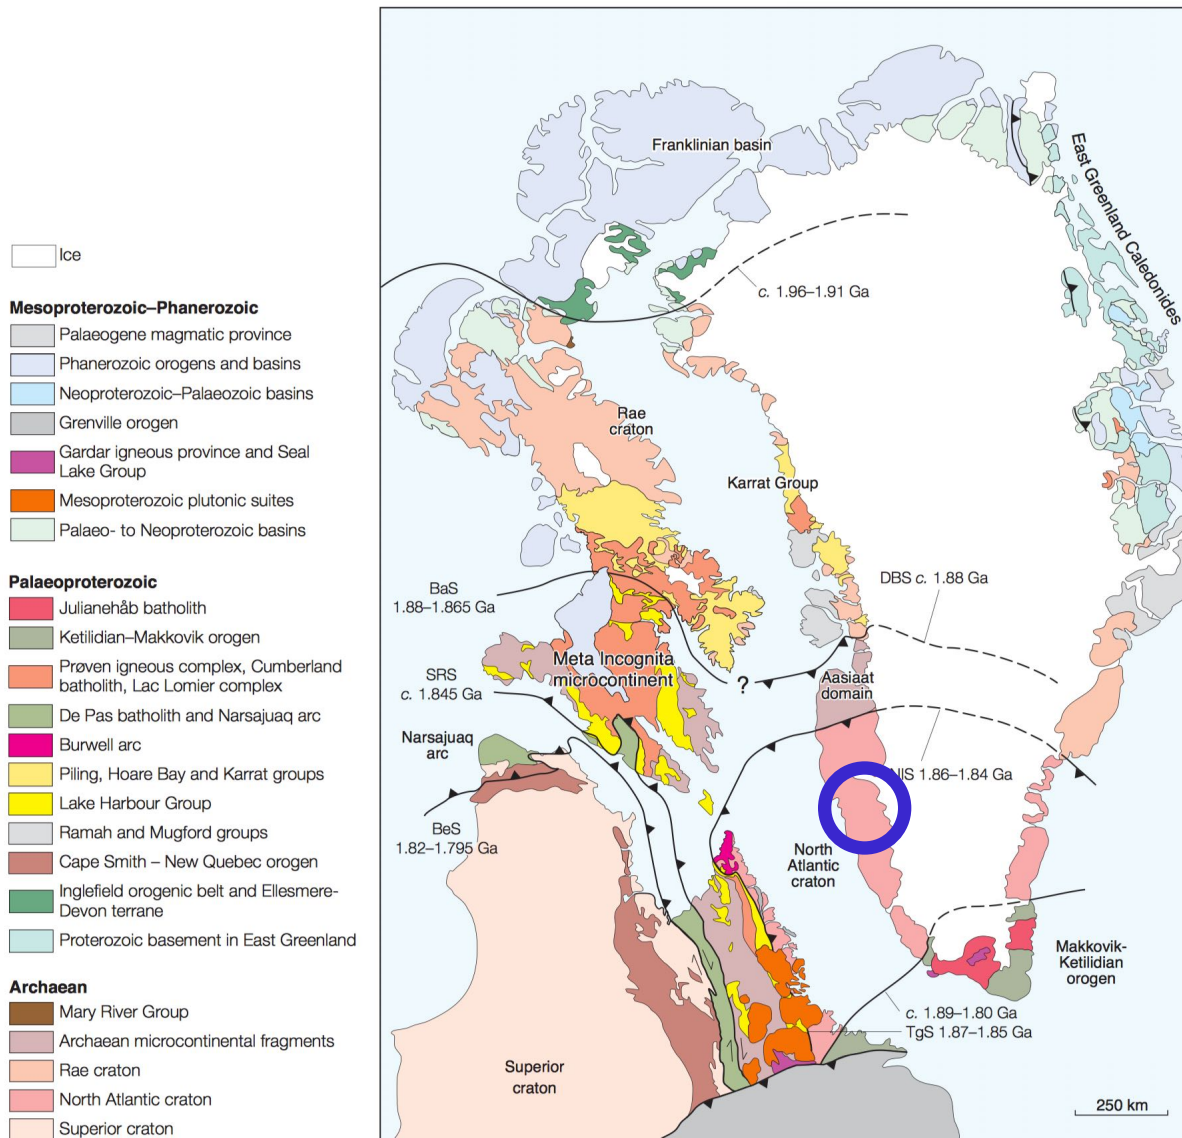 Ice
Mesoproterozoic–Phanerozoic
Palaeogene magmatic province
Phanerozoic orogens and basins
Neoproterozoic–Palaeozoic basins
Grenville orogen
Gardar igneous province and Seal
Lake Group
Mesoproterozoic plutonic suites
Palaeo- to Neoproterozoic basins
Palaeoproterozoic
Julianehåb batholith
Ketilidian–Makkovik orogen
Prøven igneous complex, Cumberland
batholith, Lac Lomier complex
De Pas batholith and Narsajuaq arc
Burwell arc
Piling, Hoare Bay and Karrat groups
Lake Harbour Group
Ramah and Mugford groups
Cape Smith – New Quebec orogen
Inglefield orogenic belt and Ellesmere-
Devon terrane
Proterozoic basement in East Greenland
Archaean
Mary River Group
Archaean microcontinental fragments
Rae craton
North Atlantic craton
Superior craton
Franklinian basin
East Greenland Caledonides
c. 1.96–1.91 Ga
Rae
craton
Karrat Group
BaS
1.88–1.865 Ga
DBS c. 1.88 Ga
Meta Incognita
microcontinent
?
SRS
c. 1.845 Ga
Aasiaat
domain
Narsajuaq
arc
1.86–1.84 Ga
BeS
1.82–1.795 Ga
North
Atlantic
craton
Makkovik-
Ketilidian
orogen
c. 1.89–1.80 Ga
TgS 1.87–1.85 Ga
Superior
craton
250 km